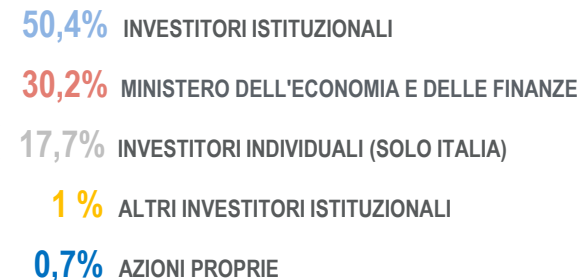 50,4% INVESTITORI ISTITUZIONALI
30,2% MINISTERO DELL'ECONOMIA E DELLE FINANZE
17,7% INVESTITORI INDIVIDUALI (SOLO ITALIA)
1 % ALTRI INVESTITORI ISTITUZIONALI
0,7% AZIONI PROPRIE